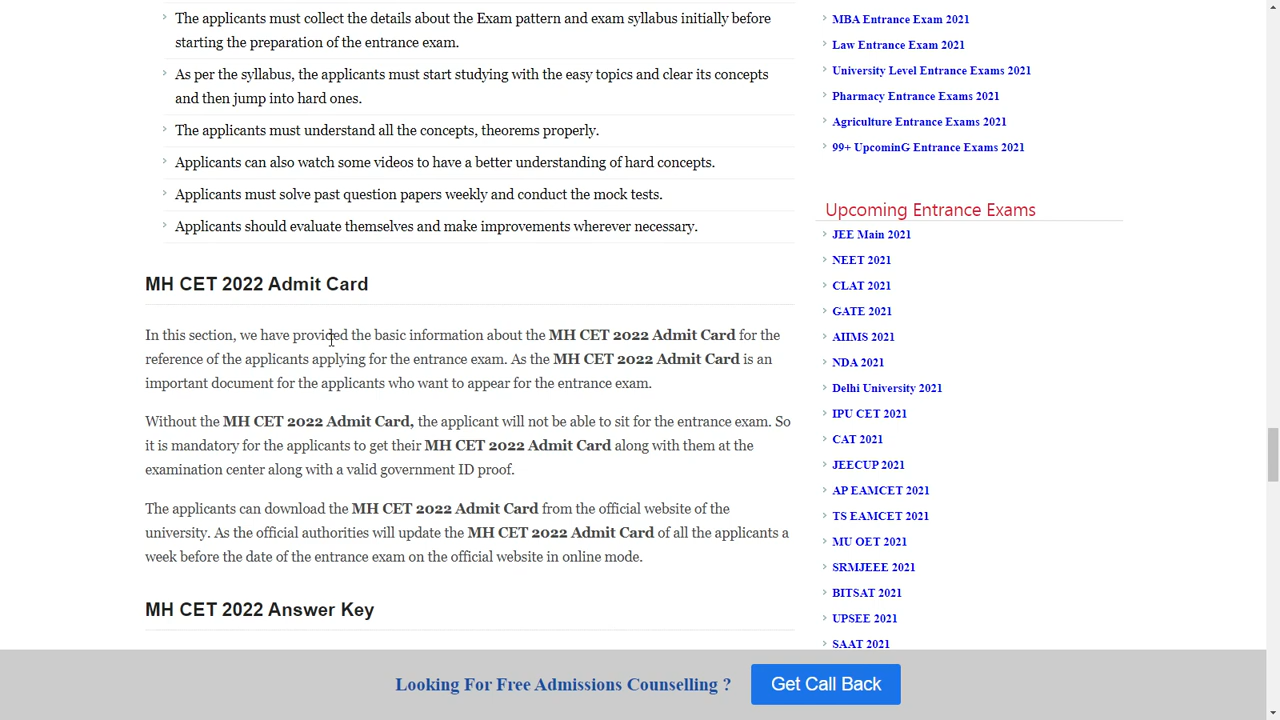 The applicants must collect the details about the Exam pattern and exam syllabus initially before
starting the preparation of the entrance exam.
As per the syllabus, the applicants must start studying with the easy topics and clear its concepts
and then jump into hard ones.
The applicants must understand all the concepts, theorems properly.
Applicants can also watch some videos to have a better understanding of hard concepts.
Applicants must solve past question papers weekly and conduct the mock tests.
Applicants should evaluate themselves and make improvements wherever necessary.
MH CET 2022 Admit Card
In this section, we have provided the basic information about the MH CET 2022 Admit Card for the
reference of the applicants applying for the entrance exam. As the MH CET 2022 Admit Card is an
important document for the applicants who want to appear for the entrance exam.
Without the MH CET 2022 Admit Card, the applicant will not be able to sit for the entrance exam. So
it is mandatory for the applicants to get their MH CET 2022 Admit Card along with them at the
examination center along with a valid government ID proof.
The applicants can download the MH CET 2022 Admit Card from the official website of the
university. As the official authorities will update the MH CET 2022 Admit Card of all the applicants a
week before the date of the entrance exam on the official website in online mode.
MH CET 2022 Answer Key
MBA Entrance Exam 2021
Law Entrance Exam 2021
University Level Entrance Exams 2021
Pharmacy Entrance Exams 2021
Agriculture Entrance Exams 2021
99+ UpcominG Entrance Exams 2021
Upcoming Entrance Exams
JEE Main 2021
NEET 2021
CLAT 2021
GATE 2021
AIIMS 2021
NDA 2021
Delhi University 2021
IPU CET 2021
CAT 2021
JEECUP 2021
AP EAMCET 2021
TS EAMCET 2021
MU OET 2021
SRMJEEE 2021
BITSAT 2021
UPSEE 2021
SAAT 2021
Looking For Free Admissions Counselling ?
Get Call Back